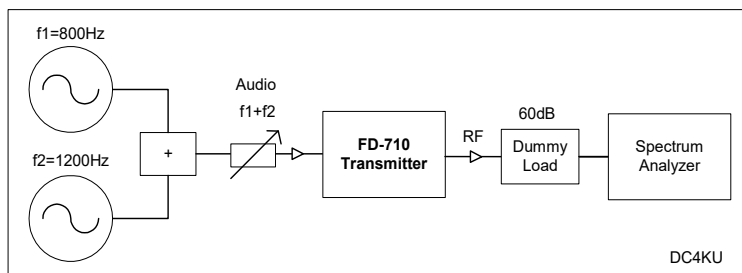 f1=800Hz
f2=1200Hz
+
Audio
f1+f2
FD-710
Transmitter
RF
60dB
Dummy
Load
Spectrum
Analyzer
DC4KU